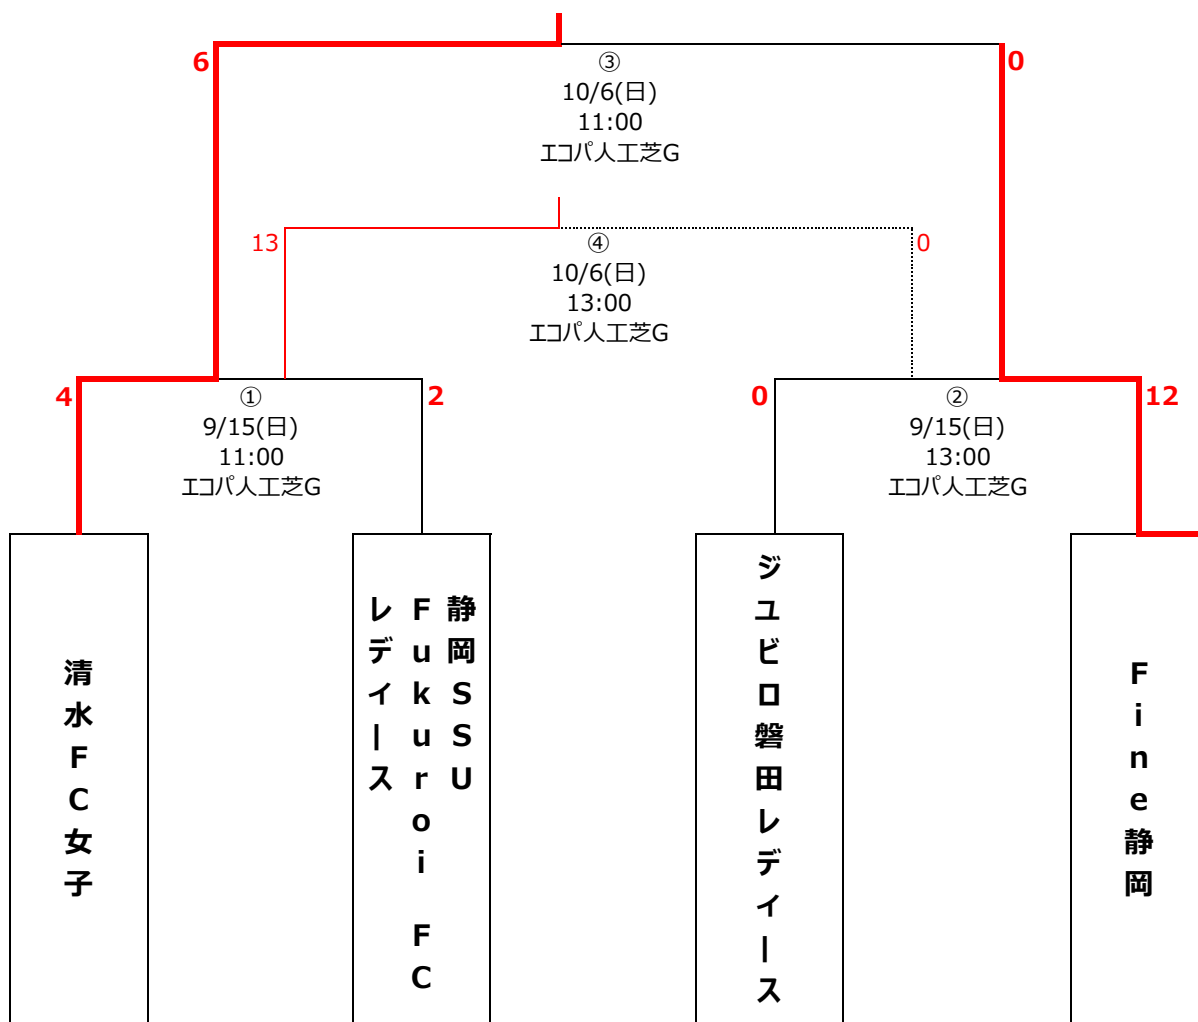 6
0
③
10/6(日)
11:00
エコパ人工芝G
13
0
④
10/6(日)
13:00
エコパ人工芝G
4
2
①
9/15(日)
11:00
エコパ人工芝G
0
12
②
9/15(日)
13:00
エコパ人工芝G
清水FC女子
静岡SSU
Fukuroi FC
レディース
ジユビロ磐田レディース
Fine静岡